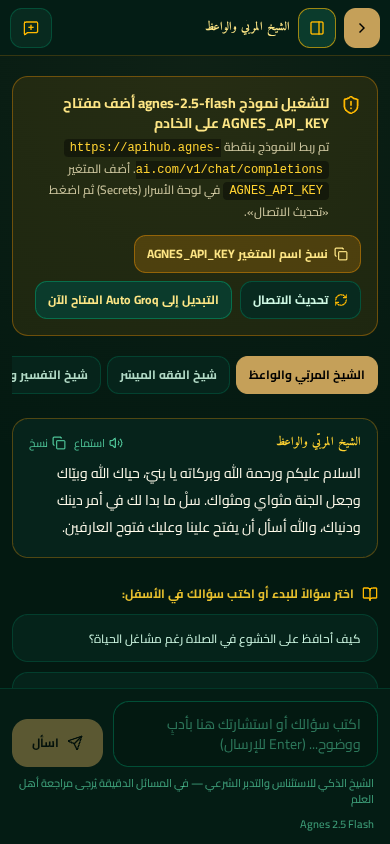 الشيخ المربي والواعظ
لتشغيل نموذج agnes-2.5-flash أضف مفتاح
AGNES_API_KEY على الخادم
تم ربط النموذج بنقطة https://apihub.agnes-
ai.com/v1/chat/completions، أضف المتغير
AGNES_API_KEY في لوحة الأسرار (Secrets) ثم اضغط
«تحديث الاتصال».
نسخ اسم المتغير AGNES_API_KEY
تحديث الاتصال
التبديل إلى Auto Groq المتاح الآن
الشيخ المربّي والواعظ
شيخ الفقه الميسّر
شيخ التفسير و
الشيخ المربّي والواعظ
استماع
نسخ
السلام عليكم ورحمة الله وبركاته يا بنيّ، حياك الله وبيّاك
وجعل الجنة مثواي ومثواك. سلْ ما بدا لك في أمر دينك
ودنياك، والله أسأل أن يفتح علينا وعليك فتوح العارفين.
اختر سؤالاً للبدء أو اكتب سؤالك في الأسفل:
كيف أحافظ على الخشوع في الصلاة رغم مشاغل الحياة؟
اكتب سؤالك أو استشارتك هنا بأدبٍ
ووضوح... (Enter للإرسال)
اسأل
الشيخ الذكي للاستئناس والتدبر الشرعي — في المسائل الدقيقة يُرجى مراجعة أهل
العلم
Agnes 2.5 Flash